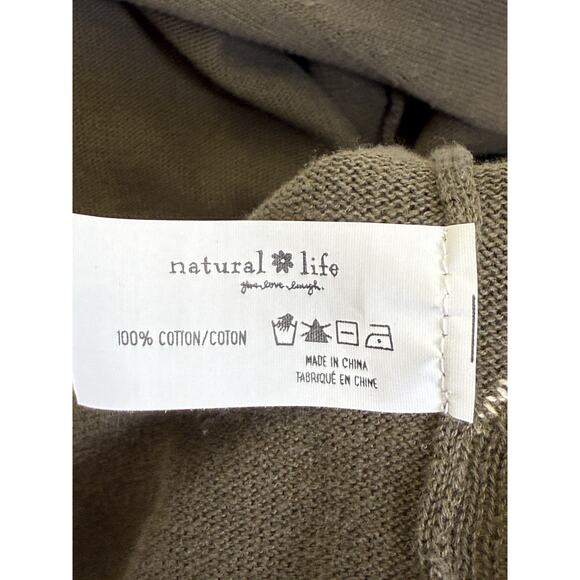 natural life
give. love. laugh.
100% COTTON/COTON
MADE IN CHINA
FABRIQUÉ EN CHINE